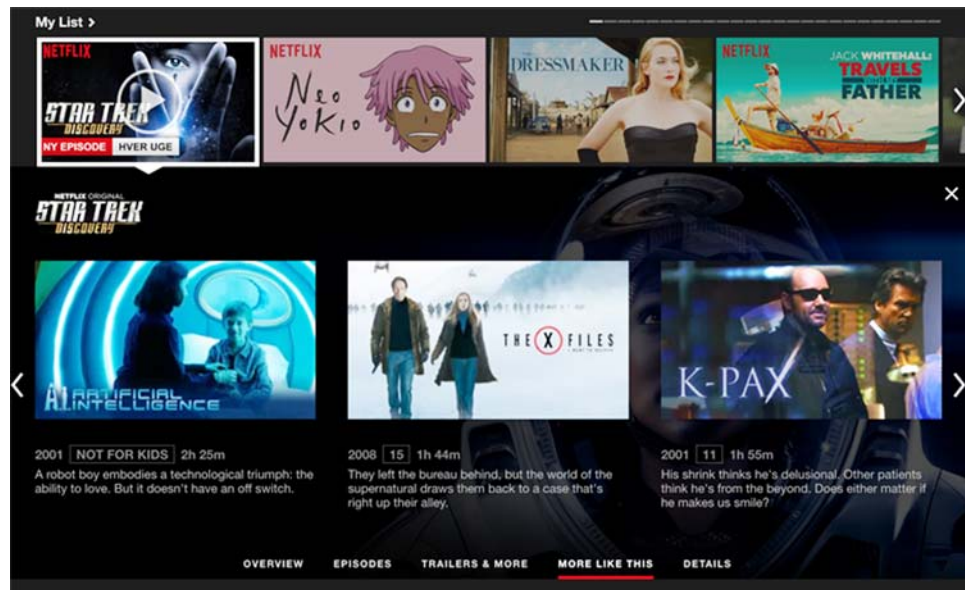 My List >
NETFLIX
STAR TREK
DISCOVERY
NY EPISODE HVER UGE
NETFLIX
Neo
Yokio
DRESSMAKER
NETFLIX
JACK WHITEHALL:
TRAVELS
WITH MY
FATHER
NETFLIX ORIGINAL
STAR TREK
DISCOVERY
A.I. ARTIFICIAL
INTELLIGENCE
THE X FILES
I WANT TO BELIEVE
K-PAX
2001 NOT FOR KIDS 2h 25m
A robot boy embodies a technological triumph: the
ability to love. But it doesn't have an off switch.
2008 15 1h 44m
They left the bureau behind, but the world of the
supernatural draws them back to a case that's
right up their alley.
2001 11 1h 55m
His shrink thinks he's delusional. Other patients
think he's from the beyond. Does either matter if
he makes us smile?
OVERVIEW EPISODES TRAILERS & MORE MORE LIKE THIS DETAILS